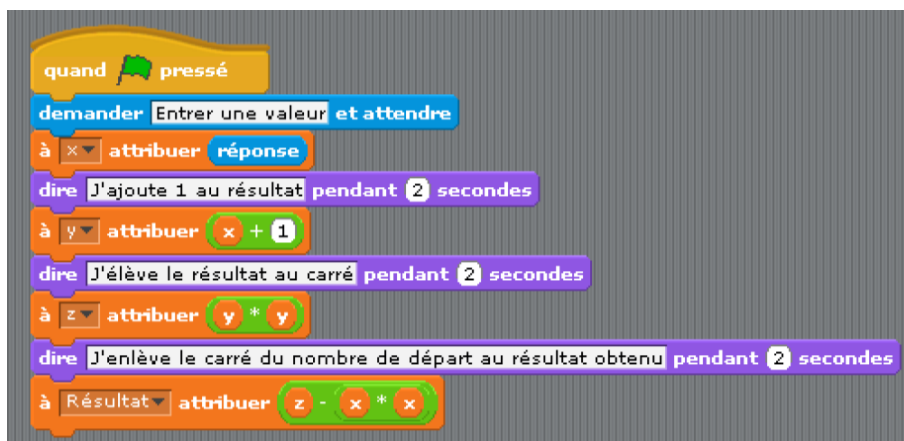 quand pressé
demander Entrer une valeur et attendre
à x attribuer réponse
dire J'ajoute 1 au résultat pendant 2 secondes
à y attribuer x + 1
dire J'élève le résultat au carré pendant 2 secondes
à z attribuer y * y
dire J'enlève le carré du nombre de départ au résultat obtenu pendant 2 secondes
à Résultat attribuer z - x * x